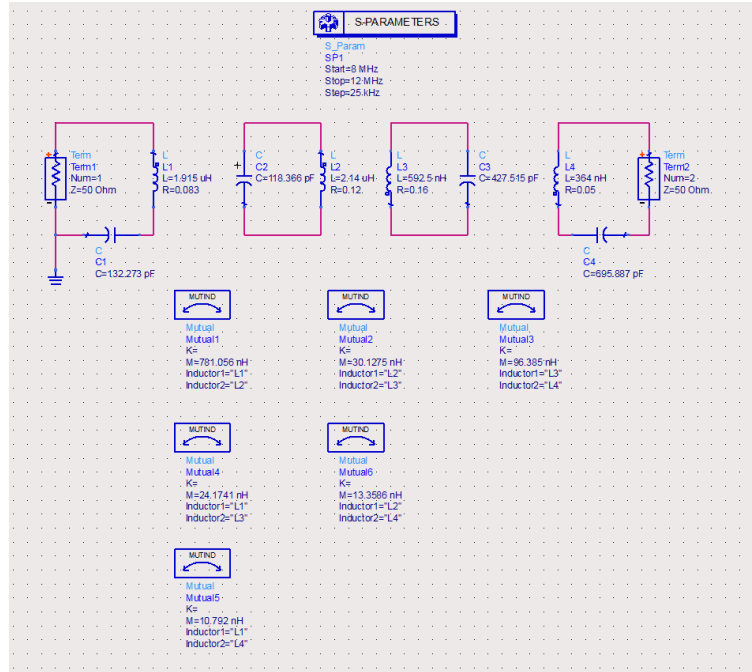 S-PARAMETERS
S_Param
SP1
Start=8 MHz
Stop=12 MHz
Step=25 kHz
Term
Term1
Num=1
Z=50 Ohm
L
L1
L=1.915 uH
R=0.083
C
C1
C=132.273 pF
C
C2
C=118.366 pF
L
L2
L=2.14 uH
R=0.12
L
L3
L=592.5 nH
R=0.16
C
C3
C=427.515 pF
L
L4
L=364 nH
R=0.05
C
C4
C=695.887 pF
Term
Term2
Num=2
Z=50 Ohm
MUTIND
Mutual
Mutual1
K=
M=781.056 nH
Inductor1="L1"
Inductor2="L2"
MUTIND
Mutual
Mutual2
K=
M=30.1275 nH
Inductor1="L2"
Inductor2="L3"
MUTIND
Mutual
Mutual3
K=
M=96.385 nH
Inductor1="L3"
Inductor2="L4"
MUTIND
Mutual
Mutual4
K=
M=24.1741 nH
Inductor1="L1"
Inductor2="L3"
MUTIND
Mutual
Mutual6
K=
M=13.3586 nH
Inductor1="L2"
Inductor2="L4"
MUTIND
Mutual
Mutual5
K=
M=10.792 nH
Inductor1="L1"
Inductor2="L4"